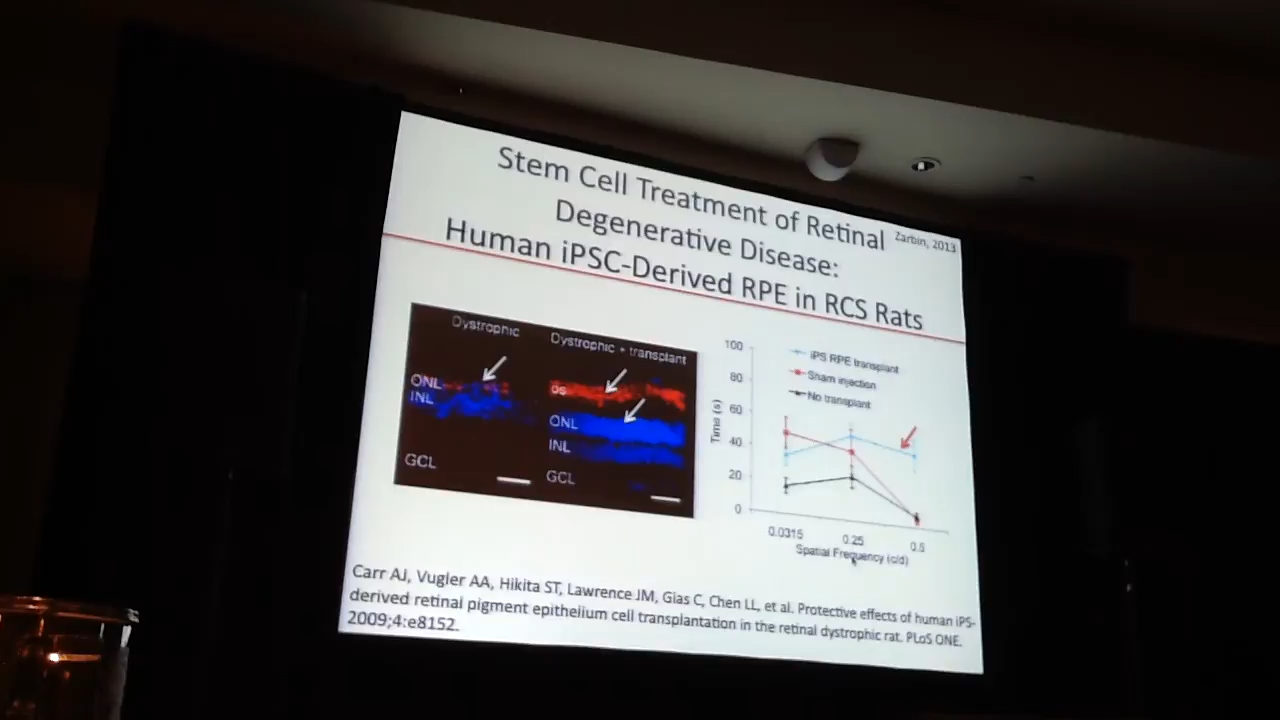 Stem Cell Treatment of Retinal
Degenerative Disease:
Human iPSC-Derived RPE in RCS Rats
Zarbin, 2013
Dystrophic
Dystrophic + transplant
ONL
INL
GCL
OS
ONL
INL
GCL
100
80
60
40
20
0
Time (s)
iPS RPE transplant
Sham injection
No transplant
0.0315
0.25
0.5
Spatial Frequency (c/d)
Carr AJ, Vugler AA, Hikita ST, Lawrence JM, Gias C, Chen LL, et al. Protective effects of human iPS-
derived retinal pigment epithelium cell transplantation in the retinal dystrophic rat. PLoS ONE.
2009;4:e8152.